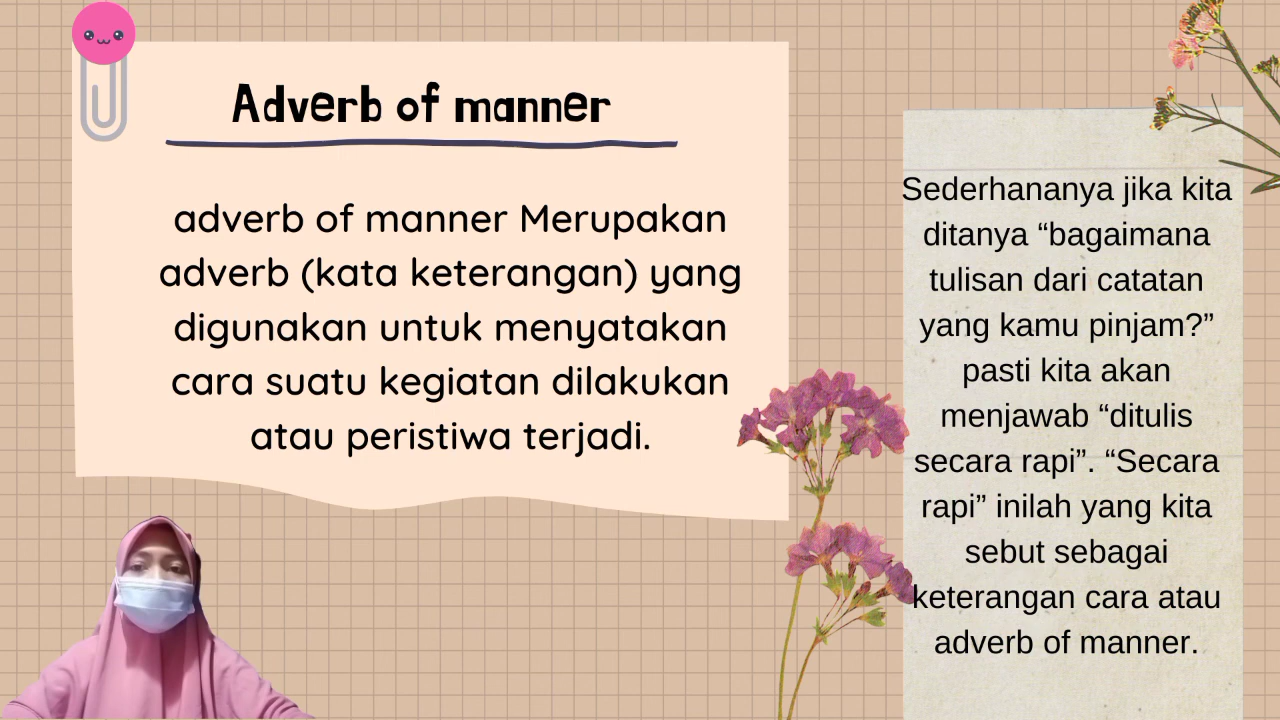 Adverb of manner
adverb of manner Merupakan
adverb (kata keterangan) yang
digunakan untuk menyatakan
cara suatu kegiatan dilakukan
atau peristiwa terjadi.
Sederhananya jika kita
ditanya “bagaimana
tulisan dari catatan
yang kamu pinjam?”
pasti kita akan
menjawab “ditulis
secara rapi”. “Secara
rapi” inilah yang kita
sebut sebagai
keterangan cara atau
adverb of manner.